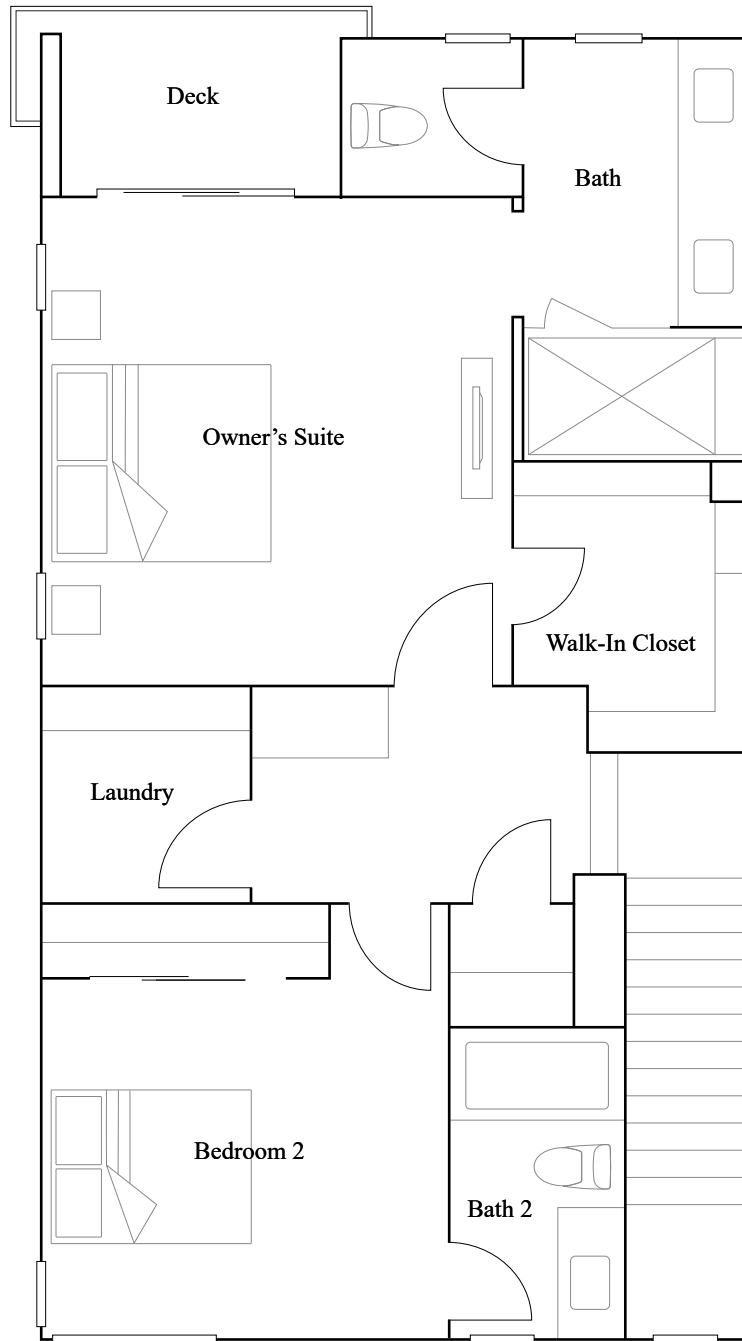 Deck
Bath
Owner’s Suite
Walk-In Closet
Laundry
Bedroom 2
Bath 2